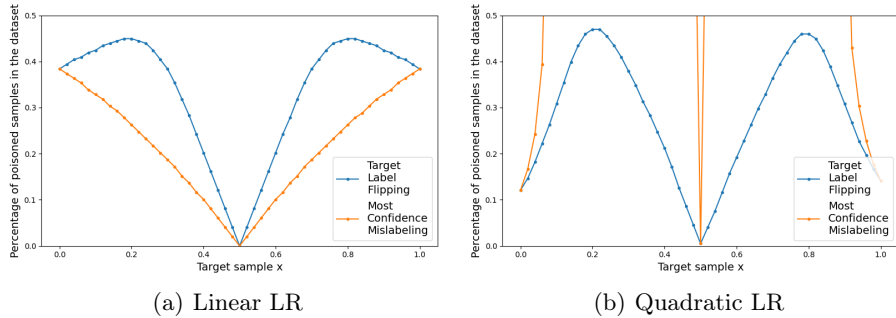 Percentage of poisoned samples in the dataset
0.5
0.4
0.3
0.2
0.1
0.0
0.0
0.2
0.4
0.6
0.8
1.0
Target sample x
Target
Label
Flipping
Most
Confidence
Mislabeling
(a) Linear LR
Percentage of poisoned samples in the dataset
0.5
0.4
0.3
0.2
0.1
0.0
0.0
0.2
0.4
0.6
0.8
1.0
Target sample x
Target
Label
Flipping
Most
Confidence
Mislabeling
(b) Quadratic LR